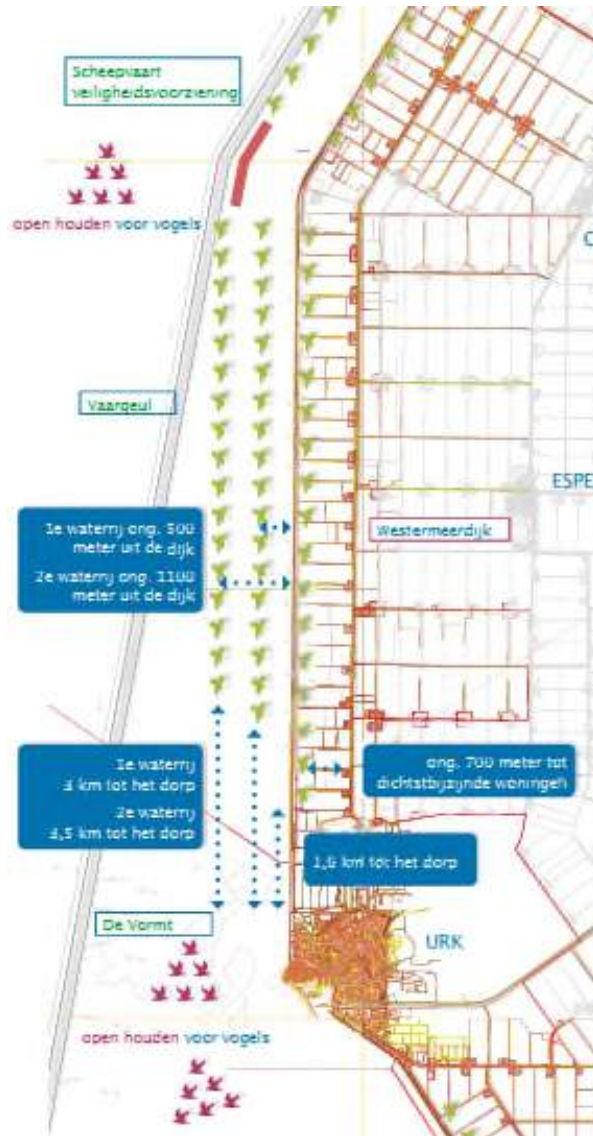 Scheepvaart
veiligheidsvoorziening
open houden voor vogels
Vaargeul
ESPE
1e waterrij ong. 500
meter uit de dijk
2e waterrij ong. 1100
meter uit de dijk
Westermeerdijk
1e waterrij
3 km tot het dorp
2e waterrij
3,5 km tot het dorp
ong. 700 meter tot
dichtstbijzijnde woningen
1,6 km tot het dorp
De Vormt
URK
open houden voor vogels